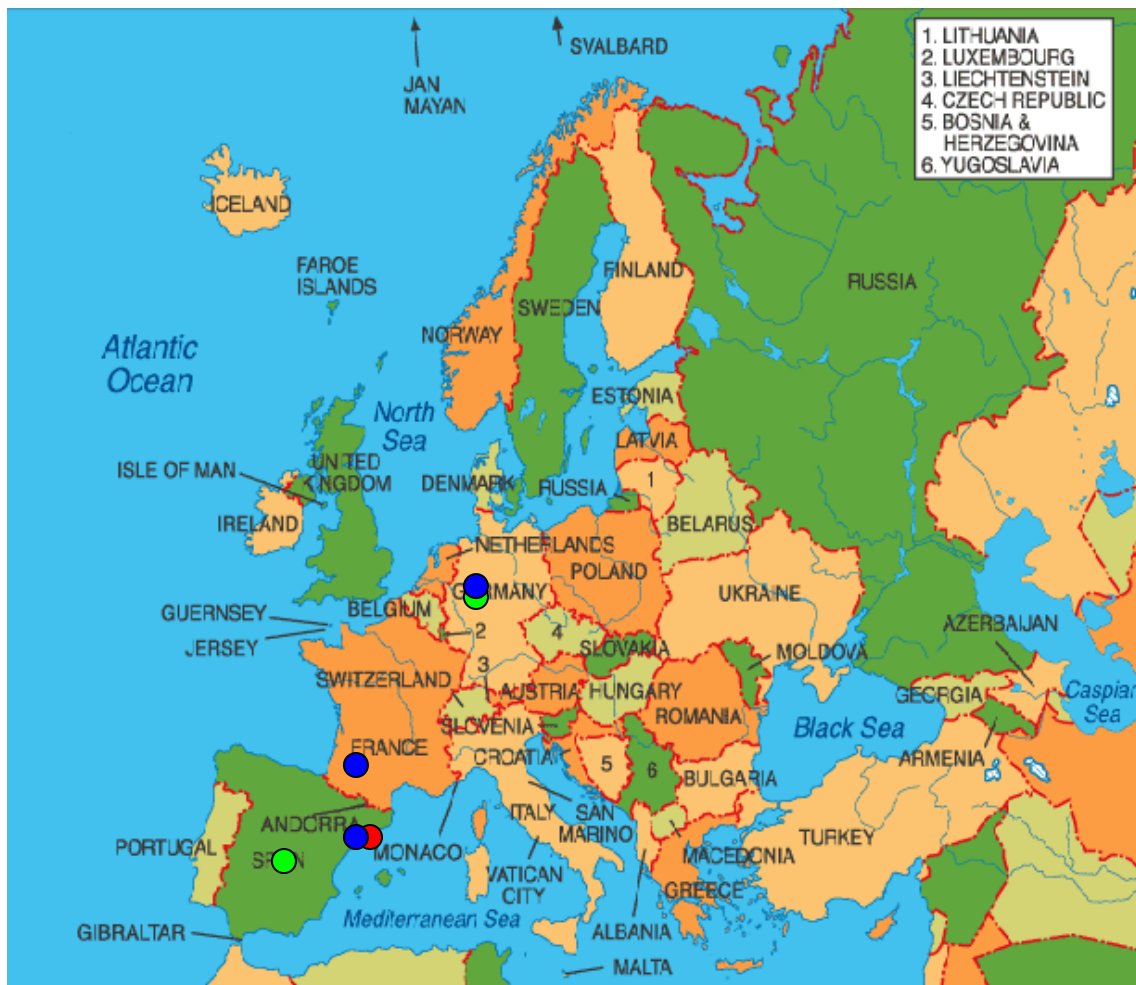 SVALBARD
JAN
MAYAN
1. LITHUANIA
2. LUXEMBOURG
3. LIECHTENSTEIN
4. CZECH REPUBLIC
5. BOSNIA &
HERZEGOVINA
6. YUGOSLAVIA
ICELAND
FAROE
ISLANDS
FINLAND
RUSSIA
SWEDEN
NORWAY
Atlantic
Ocean
North
Sea
ESTONIA
LATVIA
ISLE OF MAN
UNITED
KINGDOM
DENMARK
RUSSIA
1
IRELAND
BELARUS
NETHERLANDS
POLAND
GERMANY
UKRAINE
BELGIUM
GUERNSEY
JERSEY
2
4
SLOVAKIA
MOLDOVA
AZERBAIJAN
3
SWITZERLAND
AUSTRIA
HUNGARY
GEORGIA
Caspian
Sea
SLOVENIA
ROMANIA
Black Sea
FRANCE
CROATIA
5
6
BULGARIA
ARMENIA
ANDORRA
ITALY
SAN
MARINO
TURKEY
PORTUGAL
MONACO
MACEDONIA
VATICAN
CITY
GREECE
Mediterranean Sea
GIBRALTAR
ALBANIA
MALTA